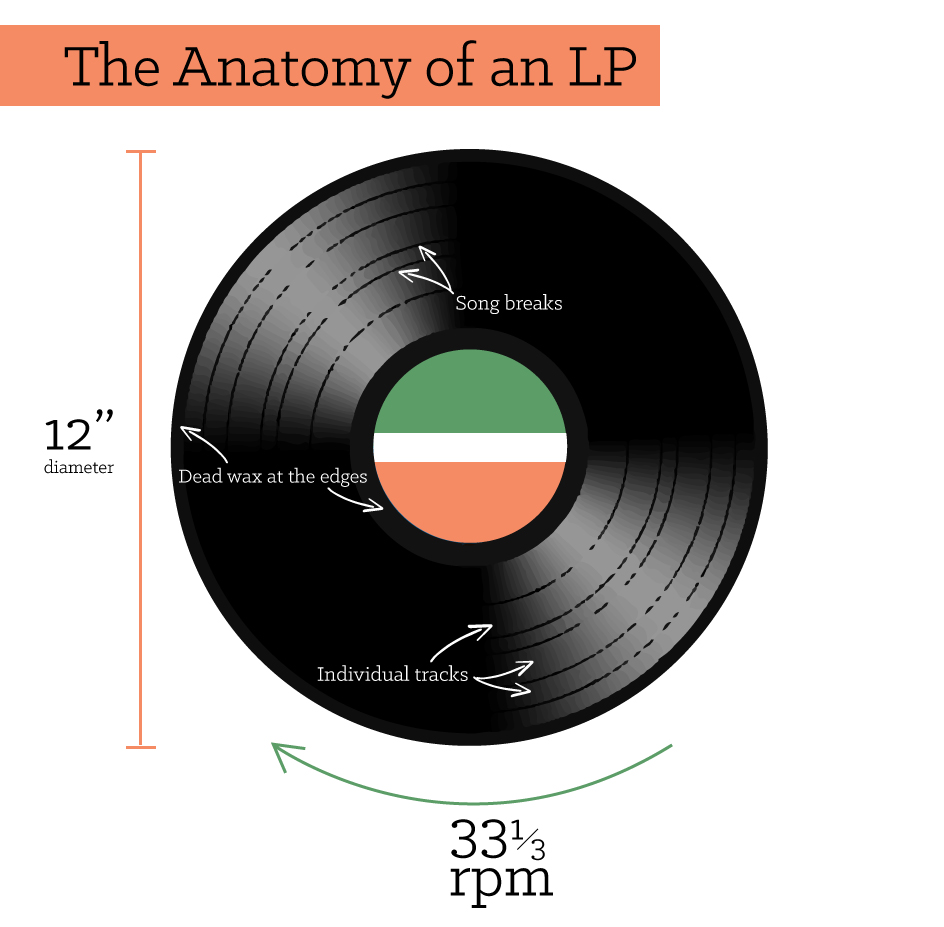 The Anatomy of an LP
Song breaks
12”
diameter
Dead wax at the edges
Individual tracks
33⅓
rpm